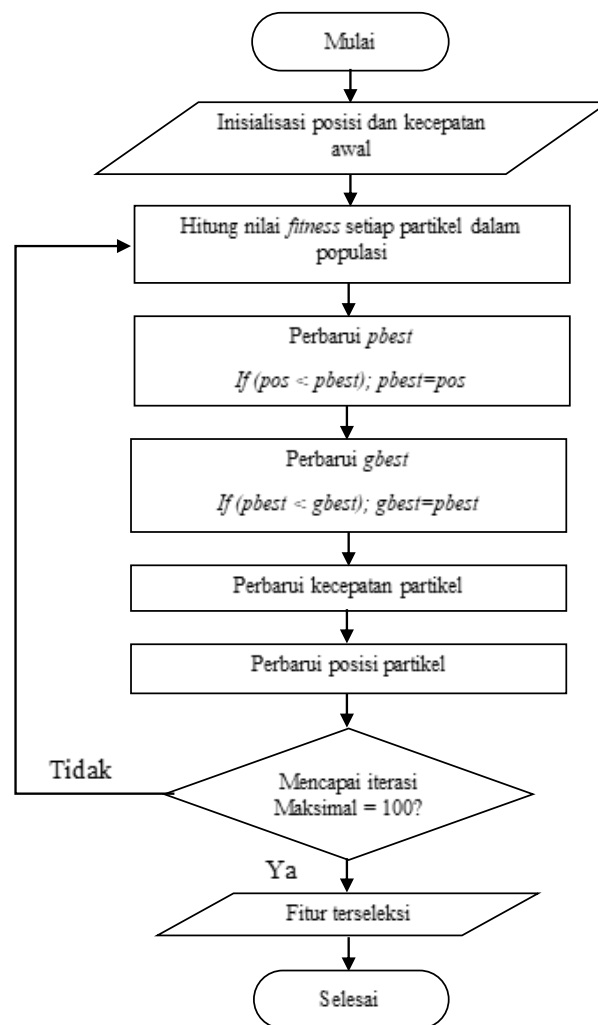 Mulai
Inisialisasi posisi dan kecepatan
awal
Hitung nilai fitness setiap partikel dalam
populasi
Perbarui pbest
If (pos < pbest); pbest=pos
Perbarui gbest
If (pbest < gbest); gbest=pbest
Perbarui kecepatan partikel
Perbarui posisi partikel
Tidak
Mencapai iterasi
Maksimal = 100?
Ya
Fitur terseleksi
Selesai